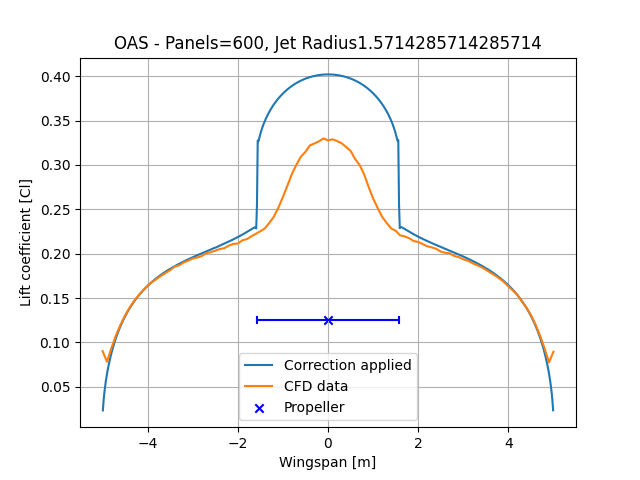 OAS - Panels=600, Jet Radius1.5714285714285714
0.40
0.35
0.30
0.25
0.20
0.15
0.10
0.05
Lift coefficient [Cl]
Correction applied
CFD data
Propeller
−4
−2
0
2
4
Wingspan [m]